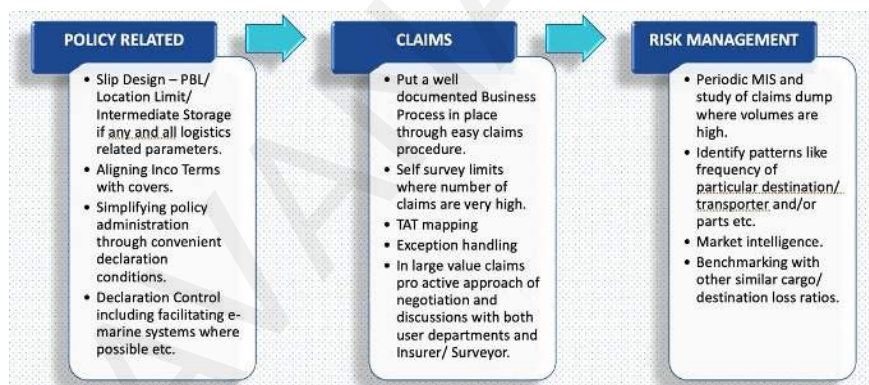 POLICY RELATED
• Slip Design – PBL/
Location Limit/
Intermediate Storage
if any and all logistics
related parameters.
• Aligning Inco Terms
with covers.
• Simplifying policy
administration
through convenient
declaration
conditions.
• Declaration Control
including facilitating e-
marine systems where
possible etc.
CLAIMS
• Put a well
documented Business
Process in place
through easy claims
procedure.
• Self survey limits
where number of
claims are very high.
• TAT mapping
• Exception handling
• In large value claims
pro active approach of
negotiation and
discussions with both
user departments and
Insurer/ Surveyor.
RISK MANAGEMENT
• Periodic MIS and
study of claims dump
where volumes are
high.
• Identify patterns like
frequency of
particular destination/
transporter and/or
parts etc.
• Market intelligence.
• Benchmarking with
other similar cargo/
destination loss ratios.